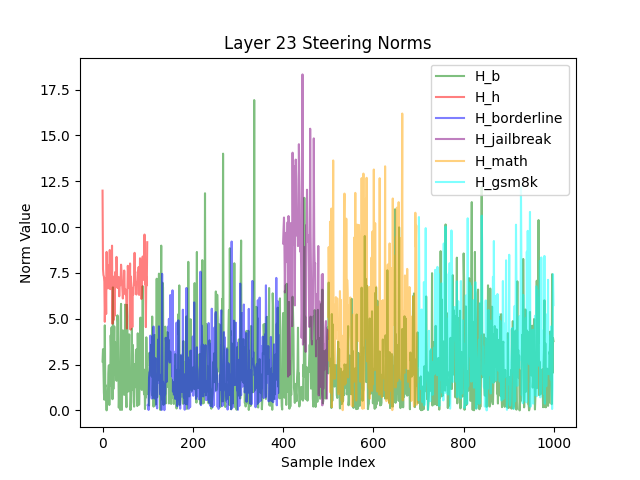 Layer 23 Steering Norms
H_b
H_h
H_borderline
H_jailbreak
H_math
H_gsm8k
Norm Value
17.5
15.0
12.5
10.0
7.5
5.0
2.5
0.0
0
200
400
600
800
1000
Sample Index